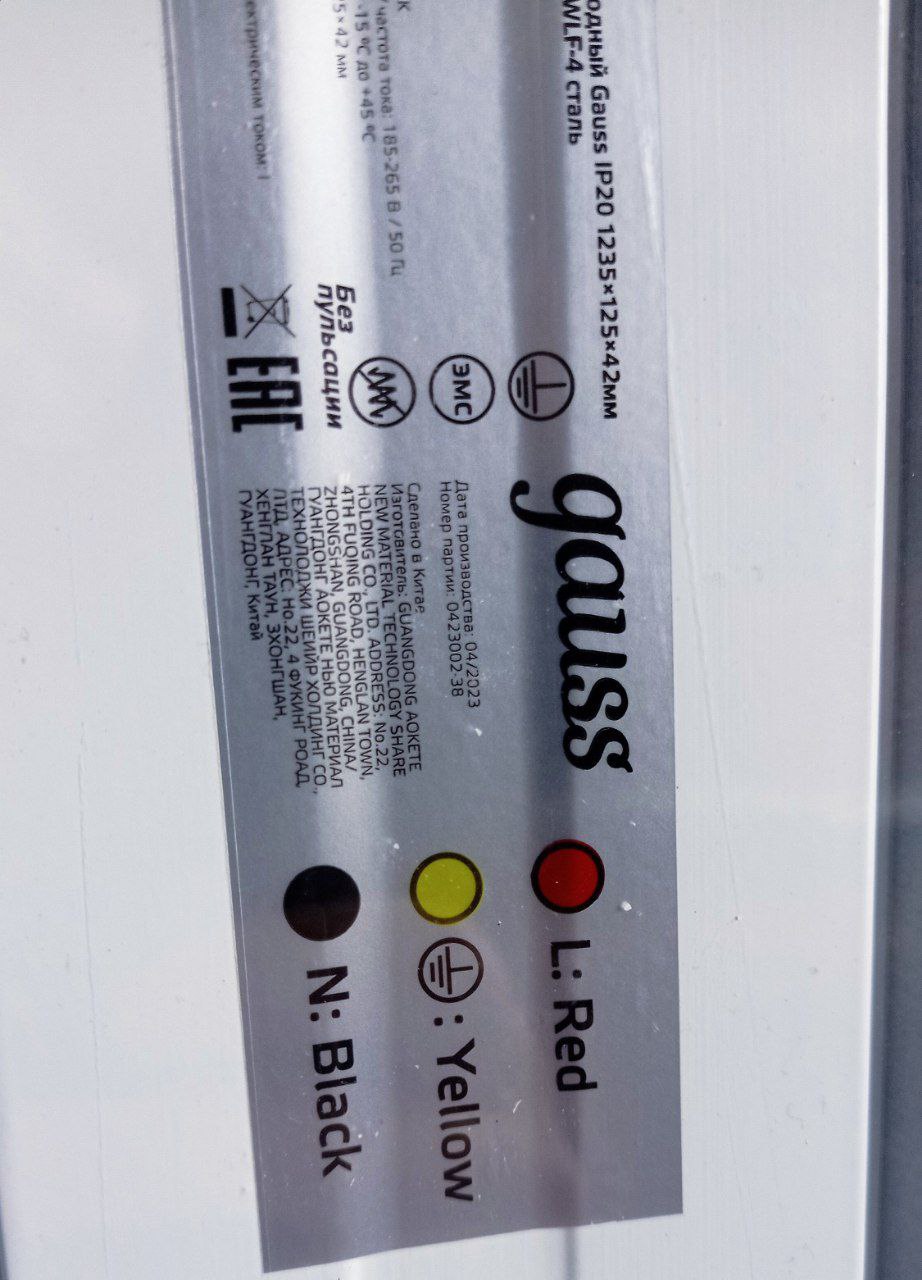 одный Gauss IP20 1235×125×42мм
WLF-4 сталь
К
частота тока: 185-265 В / 50 Гц
-15 °С до +45 °С
5×42 мм
ектрическим током: I
ЭМС
Без
пульсации
EAC
gauss
Дата производства: 04/2023
Номер партии: 042300238
Сделано в Китае
Изготовитель: GUANGDONG AOKETE
NEW MATERIAL TECHNOLOGY SHARE
HOLDING CO., LTD. ADDRESS: No.22,
4TH FUQING ROAD, HENGLAN TOWN,
ZHONGSHAN, GUANGDONG, CHINA/
ГУАНГДОНГ АОКЕТЕ НЬЮ МАТЕРИАЛ
ТЕХНОЛОДЖИ ШЕИЙР ХОЛДИНГ СО.,
ЛТД. АДРЕС: No.22, 4 ФУКИНГ РОАД,
ХЕНГЛАН ТАУН, ЗХОНГШАН,
ГУАНГДОНГ, Китай
L: Red
: Yellow
N: Black